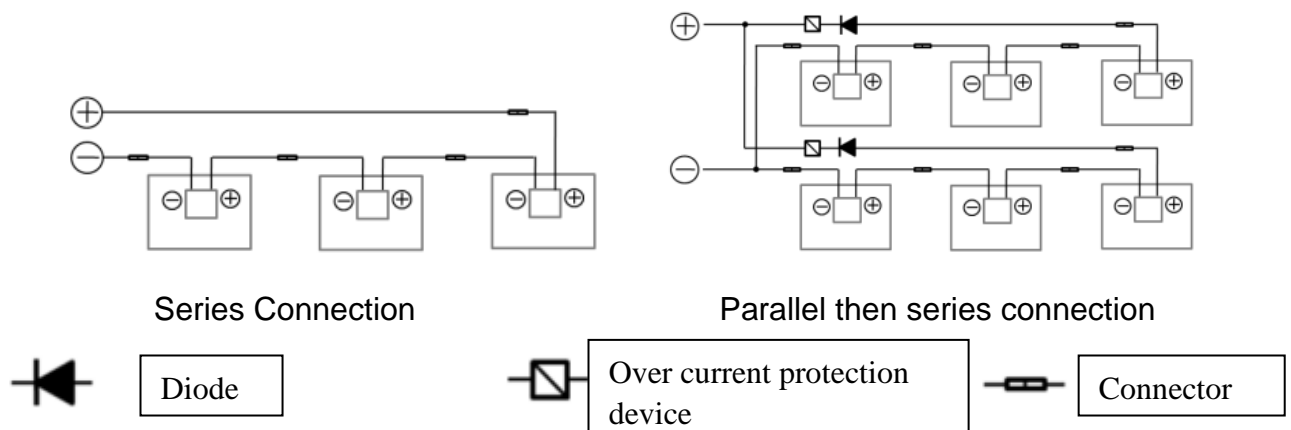 Series Connection
Parallel then series connection
Diode
Over current protection
device
Connector